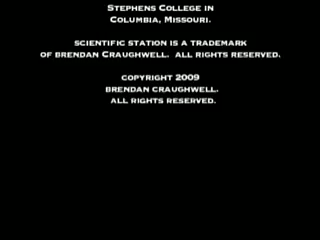 Stephens College in
Columbia, Missouri.
scientific station is a trademark
of brendan Craughwell. all rights reserved.
copyright 2009
brendan craughwell.
all rights reserved.